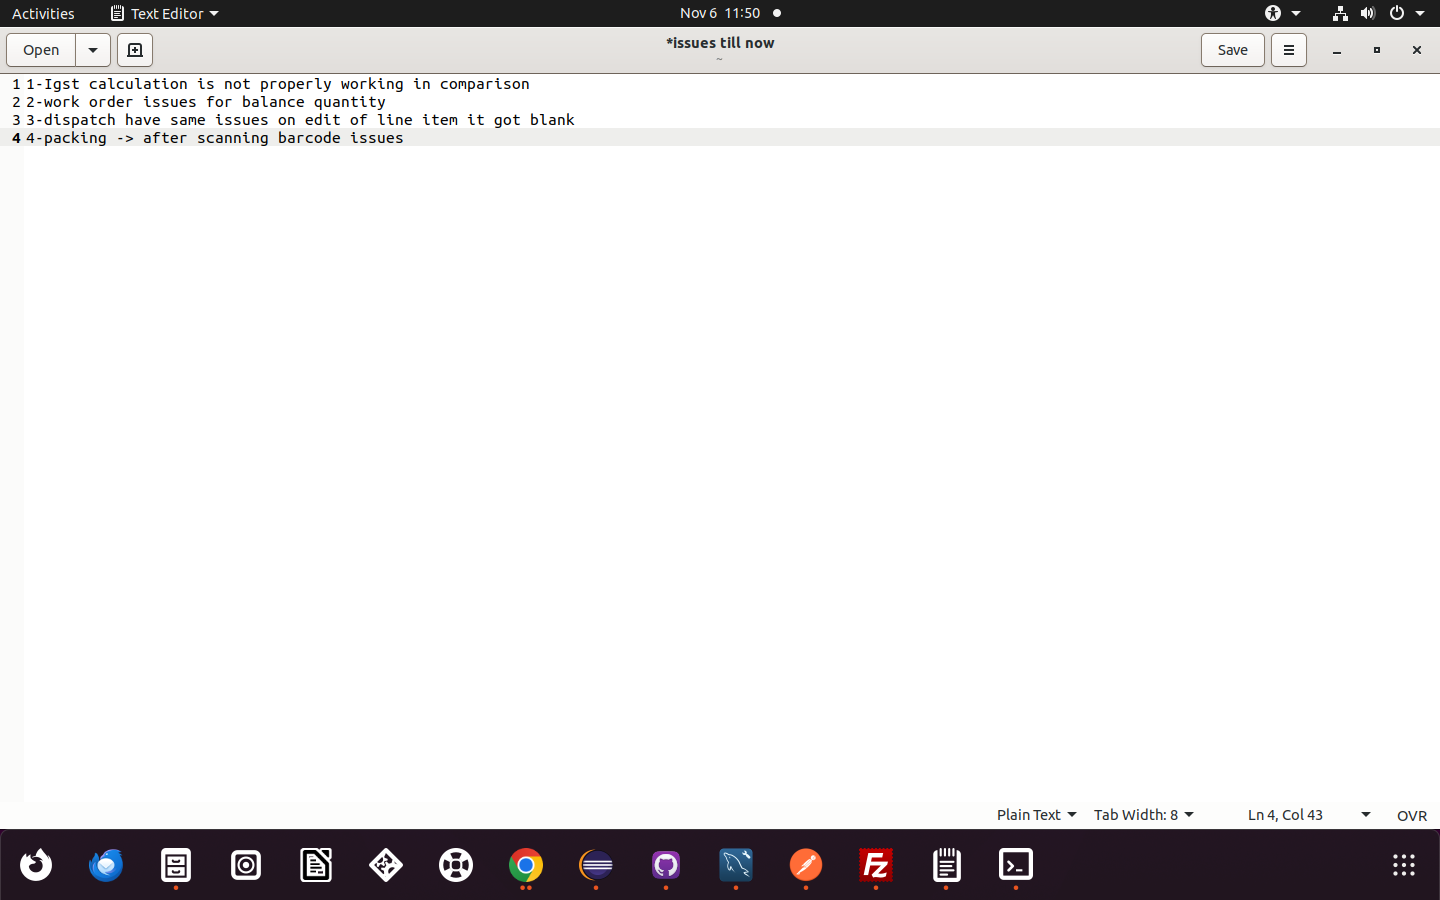 Activities Text Editor Nov 6 11:50
Open *issues till now Save
~
1 1-Igst calculation is not properly working in comparison
2 2-work order issues for balance quantity
3 3-dispatch have same issues on edit of line item it got blank
4 4-packing -> after scanning barcode issues
Plain Text Tab Width: 8 Ln 4, Col 43 OVR
Fz